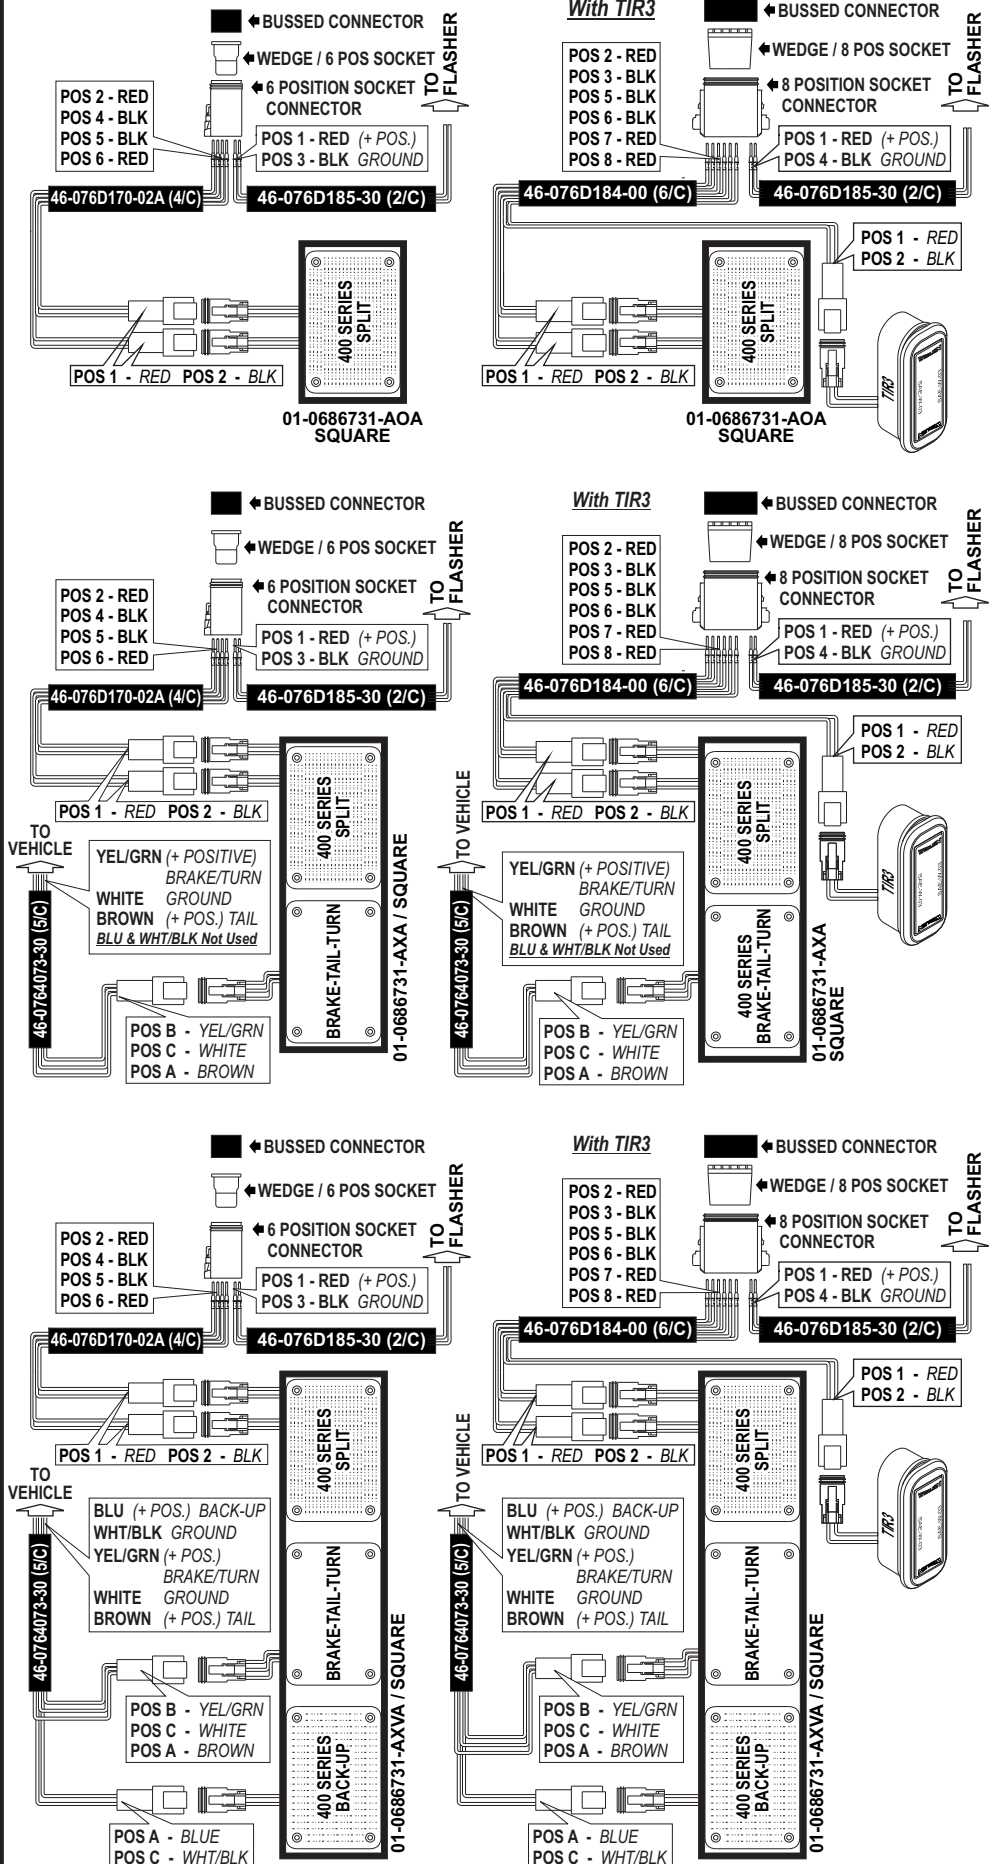 BUSSED CONNECTOR
WEDGE / 6 POS SOCKET
6 POSITION SOCKET
CONNECTOR
TO
FLASHER
POS 2 - RED
POS 4 - BLK
POS 5 - BLK
POS 6 - RED
POS 1 - RED (+ POS.)
POS 3 - BLK GROUND
46-076D170-02A (4/C)
46-076D185-30 (2/C)
400 SERIES
SPLIT
POS 1 - RED POS 2 - BLK
01-0686731-AOA
SQUARE
With TIR3
BUSSED CONNECTOR
WEDGE / 8 POS SOCKET
8 POSITION SOCKET
CONNECTOR
TO
FLASHER
POS 2 - RED
POS 3 - BLK
POS 5 - BLK
POS 6 - BLK
POS 7 - RED
POS 8 - RED
POS 1 - RED (+ POS.)
POS 4 - BLK GROUND
46-076D184-00 (6/C)
46-076D185-30 (2/C)
POS 1 - RED
POS 2 - BLK
400 SERIES
SPLIT
POS 1 - RED POS 2 - BLK
TIR3
01-0686731-AOA
SQUARE
BUSSED CONNECTOR
WEDGE / 6 POS SOCKET
6 POSITION SOCKET
CONNECTOR
TO
FLASHER
POS 2 - RED
POS 4 - BLK
POS 5 - BLK
POS 6 - RED
POS 1 - RED (+ POS.)
POS 3 - BLK GROUND
46-076D170-02A (4/C)
46-076D185-30 (2/C)
POS 1 - RED POS 2 - BLK
400 SERIES
SPLIT
TO
VEHICLE
YEL/GRN (+ POSITIVE)
BRAKE/TURN
WHITE GROUND
BROWN (+ POS.) TAIL
BLU & WHT/BLK Not Used
46-0764073-30 (5/C)
BRAKE-TAIL-TURN
POS B - YEL/GRN
POS C - WHITE
POS A - BROWN
01-0686731-AXA / SQUARE
With TIR3
BUSSED CONNECTOR
WEDGE / 8 POS SOCKET
8 POSITION SOCKET
CONNECTOR
TO
FLASHER
POS 2 - RED
POS 3 - BLK
POS 5 - BLK
POS 6 - BLK
POS 7 - RED
POS 8 - RED
POS 1 - RED (+ POS.)
POS 4 - BLK GROUND
46-076D184-00 (6/C)
46-076D185-30 (2/C)
POS 1 - RED
POS 2 - BLK
POS 1 - RED POS 2 - BLK
400 SERIES
SPLIT
TIR3
TO VEHICLE
YEL/GRN (+ POSITIVE)
BRAKE/TURN
WHITE GROUND
BROWN (+ POS.) TAIL
BLU & WHT/BLK Not Used
46-0764073-30 (5/C)
400 SERIES
BRAKE-TAIL-TURN
POS B - YEL/GRN
POS C - WHITE
POS A - BROWN
01-0686731-AXA
SQUARE
BUSSED CONNECTOR
WEDGE / 6 POS SOCKET
6 POSITION SOCKET
CONNECTOR
TO
FLASHER
POS 2 - RED
POS 4 - BLK
POS 5 - BLK
POS 6 - RED
POS 1 - RED (+ POS.)
POS 3 - BLK GROUND
46-076D170-02A (4/C)
46-076D185-30 (2/C)
POS 1 - RED POS 2 - BLK
400 SERIES
SPLIT
TO
VEHICLE
BLU (+ POS.) BACK-UP
WHT/BLK GROUND
YEL/GRN (+ POS.)
BRAKE/TURN
WHITE GROUND
BROWN (+ POS.) TAIL
46-0764073-30 (5/C)
BRAKE-TAIL-TURN
POS B - YEL/GRN
POS C - WHITE
POS A - BROWN
400 SERIES
BACK-UP
POS A - BLUE
POS C - WHT/BLK
01-0686731-AXVA / SQUARE
With TIR3
BUSSED CONNECTOR
WEDGE / 8 POS SOCKET
8 POSITION SOCKET
CONNECTOR
TO
FLASHER
POS 2 - RED
POS 3 - BLK
POS 5 - BLK
POS 6 - BLK
POS 7 - RED
POS 8 - RED
POS 1 - RED (+ POS.)
POS 4 - BLK GROUND
46-076D184-00 (6/C)
46-076D185-30 (2/C)
POS 1 - RED
POS 2 - BLK
POS 1 - RED POS 2 - BLK
400 SERIES
SPLIT
TIR3
TO VEHICLE
BLU (+ POS.) BACK-UP
WHT/BLK GROUND
YEL/GRN (+ POS.)
BRAKE/TURN
WHITE GROUND
BROWN (+ POS.) TAIL
46-0764073-30 (5/C)
BRAKE-TAIL-TURN
POS B - YEL/GRN
POS C - WHITE
POS A - BROWN
400 SERIES
BACK-UP
POS A - BLUE
POS C - WHT/BLK
01-0686731-AXVA / SQUARE